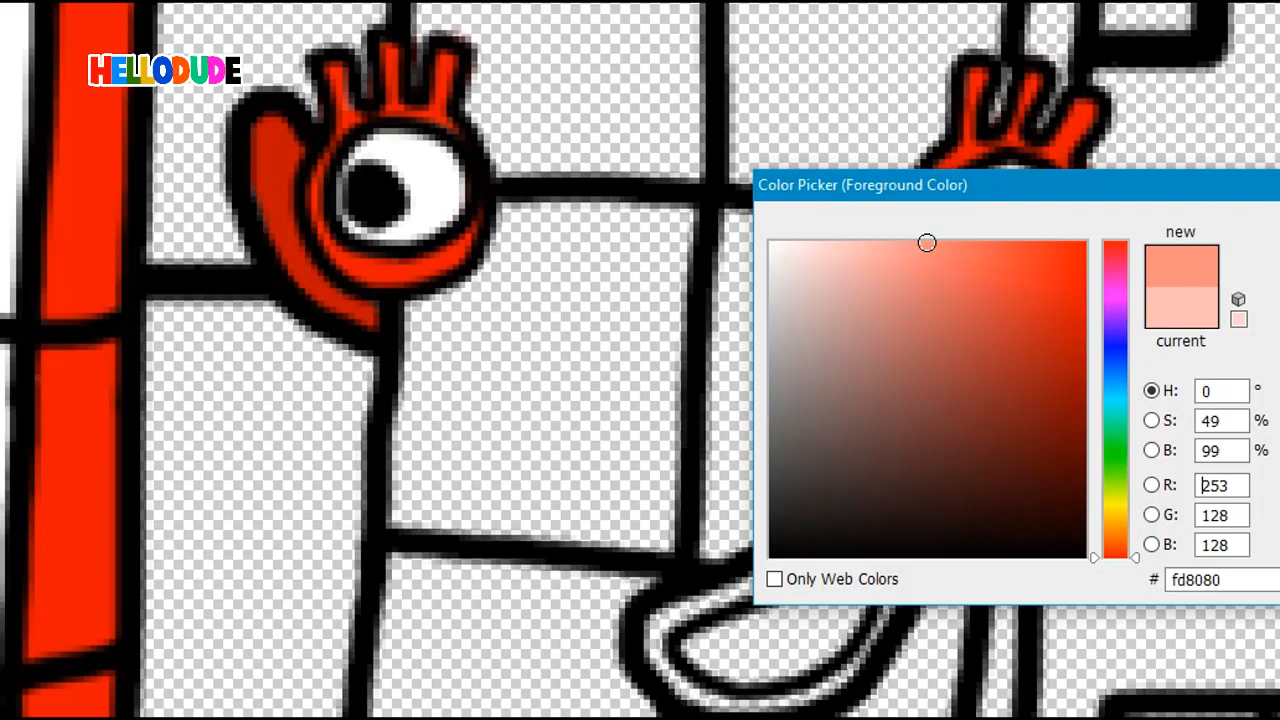 HELLODUDE
Color Picker (Foreground Color)
new
current
H: 0 °
S: 49 %
B: 99 %
R: 253
G: 128
B: 128
Only Web Colors
# fd8080